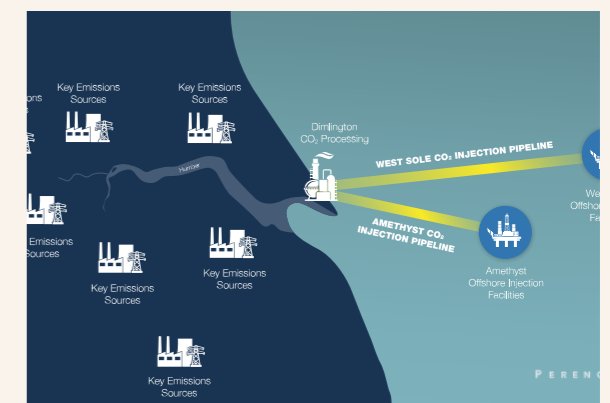 Key Emissions
Sources
Key Emissions
Sources
Dimlington
CO₂ Processing
WEST SOLE CO₂ INJECTION PIPELINE
Humber
AMETHYST CO₂
INJECTION PIPELINE
Offshore
Emissions
Sources
Key Emissions
Sources
Key Emissions
Sources
Amethyst
Offshore Injection
Facilities
Key Emissions
Sources